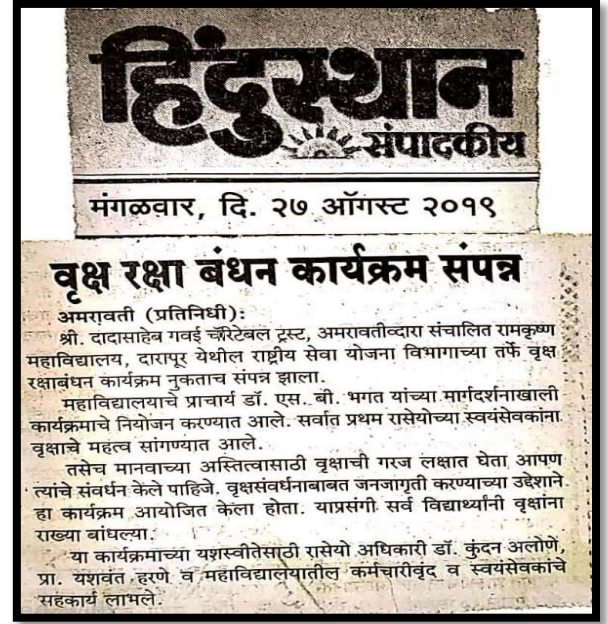 हिंदुस्थान
संपादकीय
मंगळवार, दि. २७ ऑगस्ट २०१९
वृक्ष रक्षा बंधन कार्यक्रम संपन्न
अमरावती (प्रतिनिधी):
श्री. दादासाहेब गवई चॅरिटेबल ट्रस्ट, अमरावतीव्दारा संचालित रामकृष्ण
महाविद्यालय, दारापूर येथील राष्ट्रीय सेवा योजना विभागाच्या तर्फे वृक्ष
रक्षाबंधन कार्यक्रम नुकताच संपन्न झाला.
महाविद्यालयाचे प्राचार्य डॉ. एस. बी. भगत यांच्या मार्गदर्शनाखाली
कार्यक्रमाचे नियोजन करण्यात आले. सर्वात प्रथम रासेयोच्या स्वयंसेवकांना
वृक्षाचे महत्व सांगण्यात आले.
तसेच मानवाच्या अस्तित्वासाठी वृक्षाची गरज लक्षात घेता आपण
त्यांचे संवर्धन केले पाहिजे. वृक्षसंवर्धनाबाबत जनजागृती करण्याच्या उद्देशाने
हा कार्यक्रम आयोजित केला होता. याप्रसंगी सर्व विद्यार्थ्यांनी वृक्षांना
राख्या बांधल्या.
या कार्यक्रमाच्या यशस्वीतेसाठी रासेयो अधिकारी डॉ. कुंदन अलोणे,
प्रा. यशवंत हरणे व महाविद्यालयातील कर्मचारीवृंद व स्वयंसेवकांचे
सहकार्य लाभले.